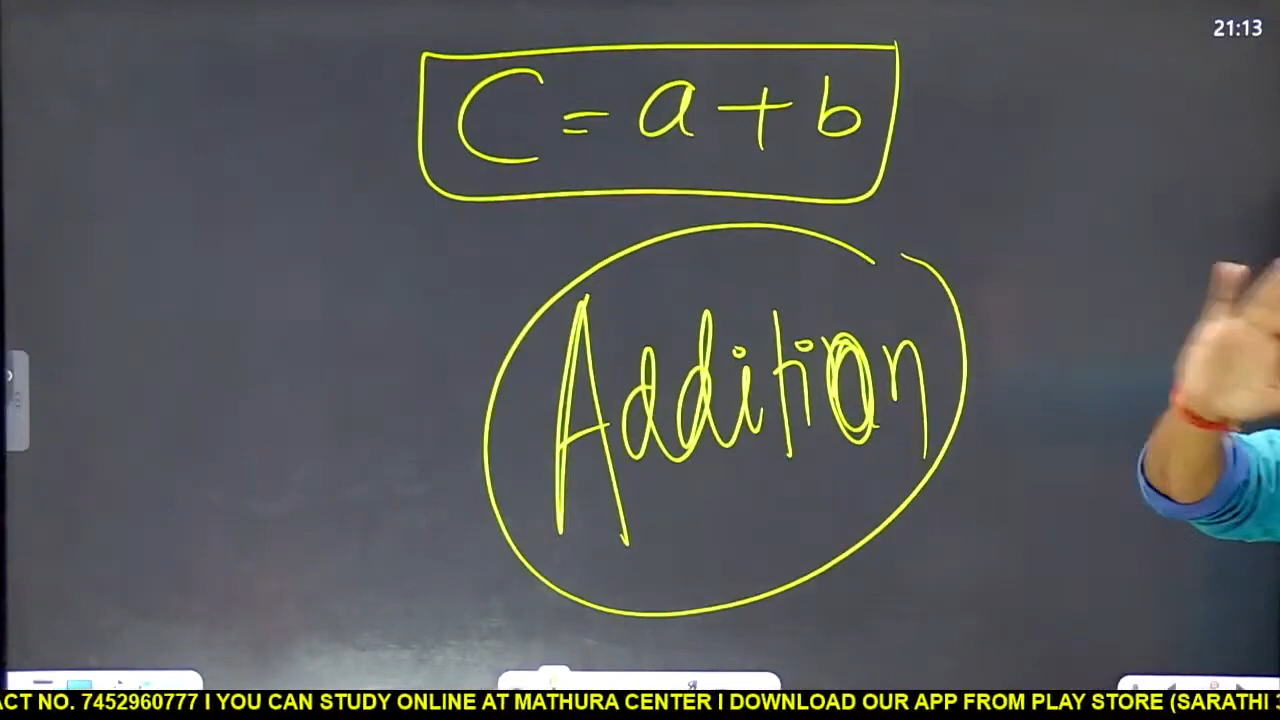 21:13
C = a + b
Addition
ACT NO. 7452960777 I YOU CAN STUDY ONLINE AT MATHURA CENTER I DOWNLOAD OUR APP FROM PLAY STORE (SARATHI